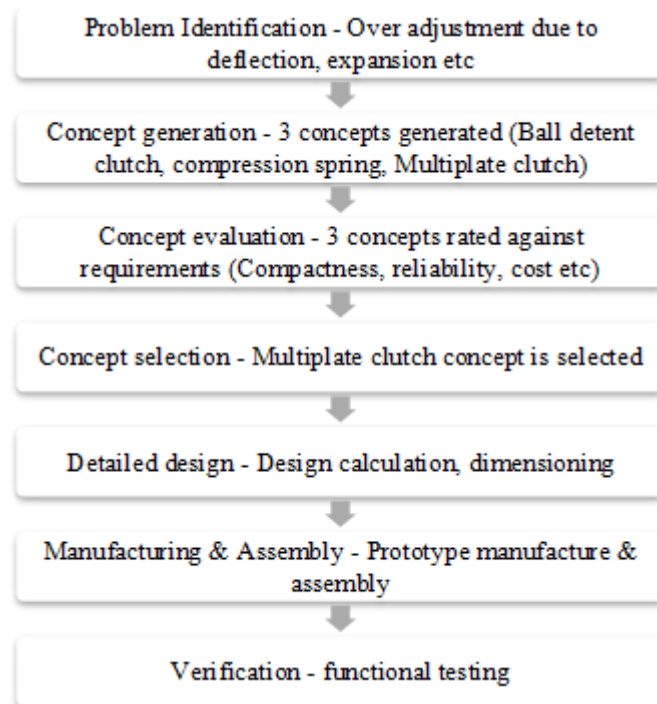 Problem Identification - Over adjustment due to
deflection, expansion etc
Concept generation - 3 concepts generated (Ball detent
clutch, compression spring, Multiplate clutch)
Concept evaluation - 3 concepts rated against
requirements (Compactness, reliability, cost etc)
Concept selection - Multiplate clutch concept is selected
Detailed design - Design calculation, dimensioning
Manufacturing & Assembly - Prototype manufacture &
assembly
Verification - functional testing